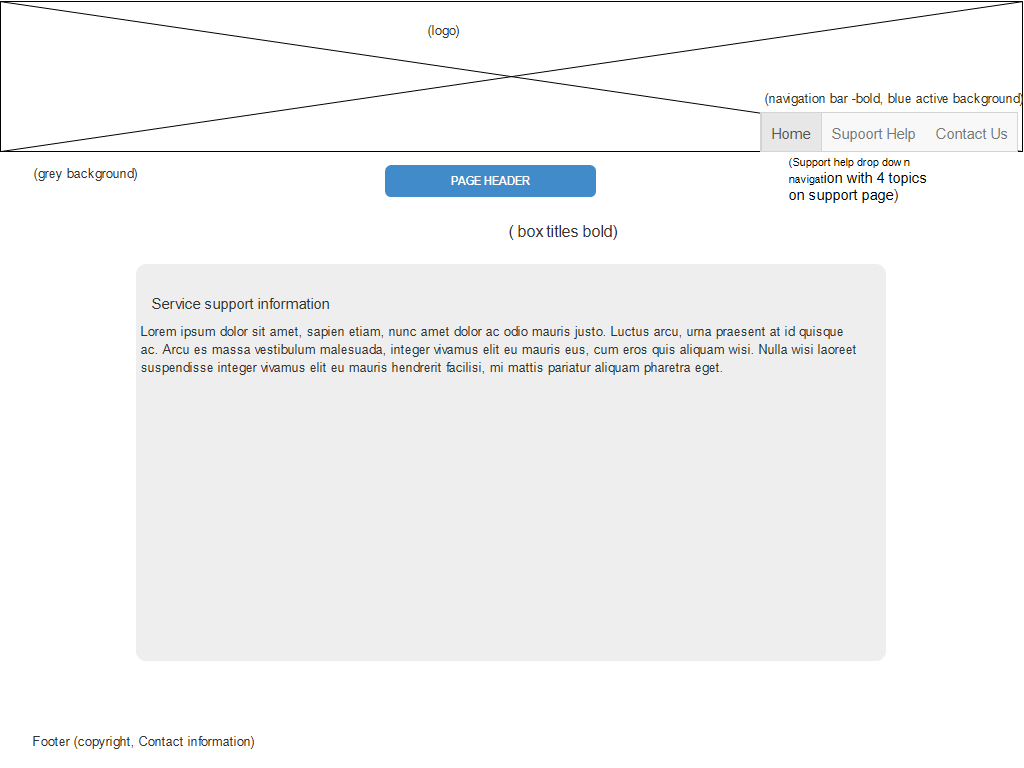 (logo)
(navigation bar -bold, blue active background)
Home Supoort Help Contact Us
(grey background)
PAGE HEADER
(Support help drop down
navigation with 4 topics
on support page)
( box titles bold)
Service support information
Lorem ipsum dolor sit amet, sapien etiam, nunc amet dolor ac odio mauris justo. Luctus arcu, urna praesent at id quisque
ac. Arcu es massa vestibulum malesuada, integer vivamus elit eu mauris eus, cum eros quis aliquam wisi. Nulla wisi laoreet
suspendisse integer vivamus elit eu mauris hendrerit facilisi, mi mattis pariatur aliquam pharetra eget.
Footer (copyright, Contact information)